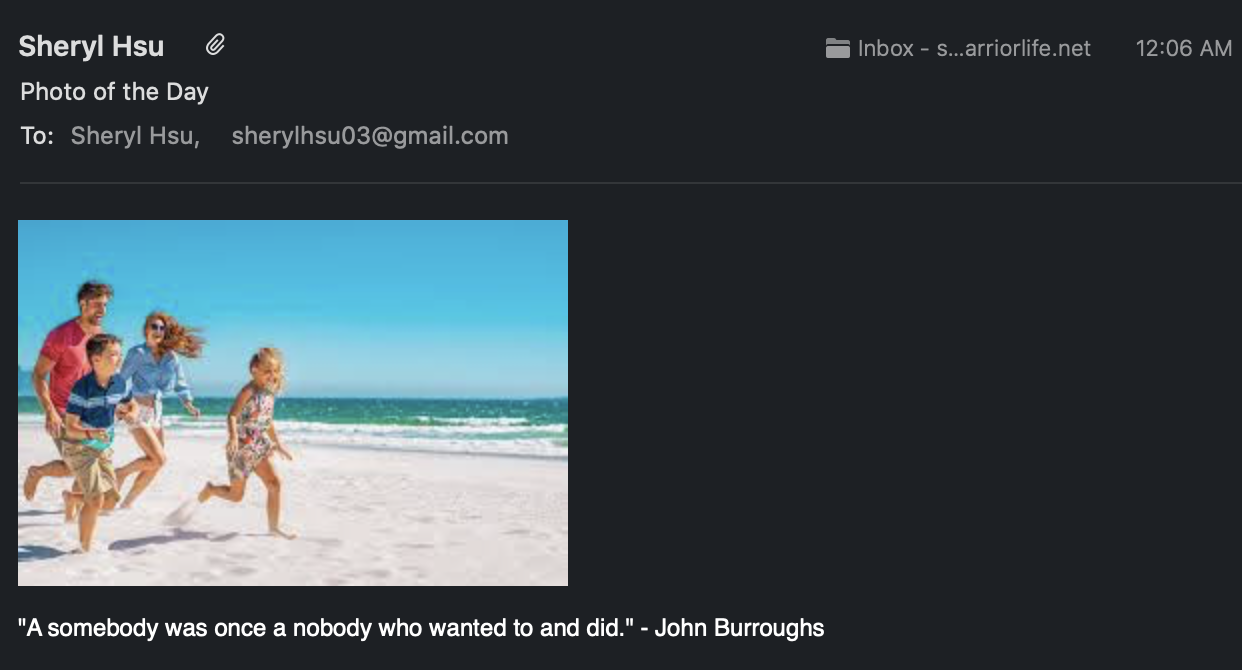 Sheryl Hsu
Inbox - s...arriorlife.net 12:06 AM
Photo of the Day
To: Sheryl Hsu, sherylhsu03@gmail.com
"A somebody was once a nobody who wanted to and did." - John Burroughs